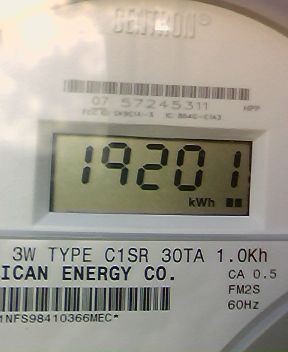 CENTRON®
07 57245311 HPP
19201
kWh
3W TYPE C1SR 30TA 1.0Kh
ICAN ENERGY CO. CA 0.5
FM2S
60Hz
1NFS98410366MEC*